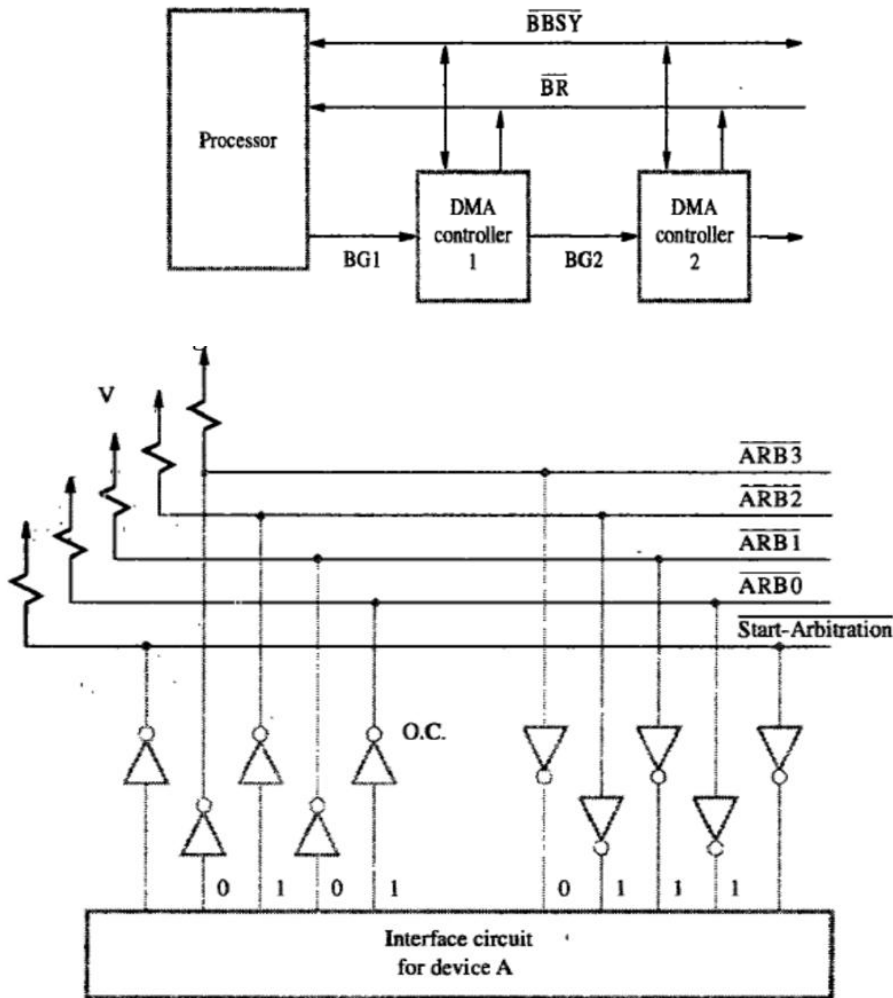 BBSY
BR
Processor
DMA
controller
1
DMA
controller
2
BG1
BG2
V
ARB3
ARB2
ARB1
ARB0
Start-Arbitration
O.C.
0 1 0 1 0 1 1 1
Interface circuit
for device A